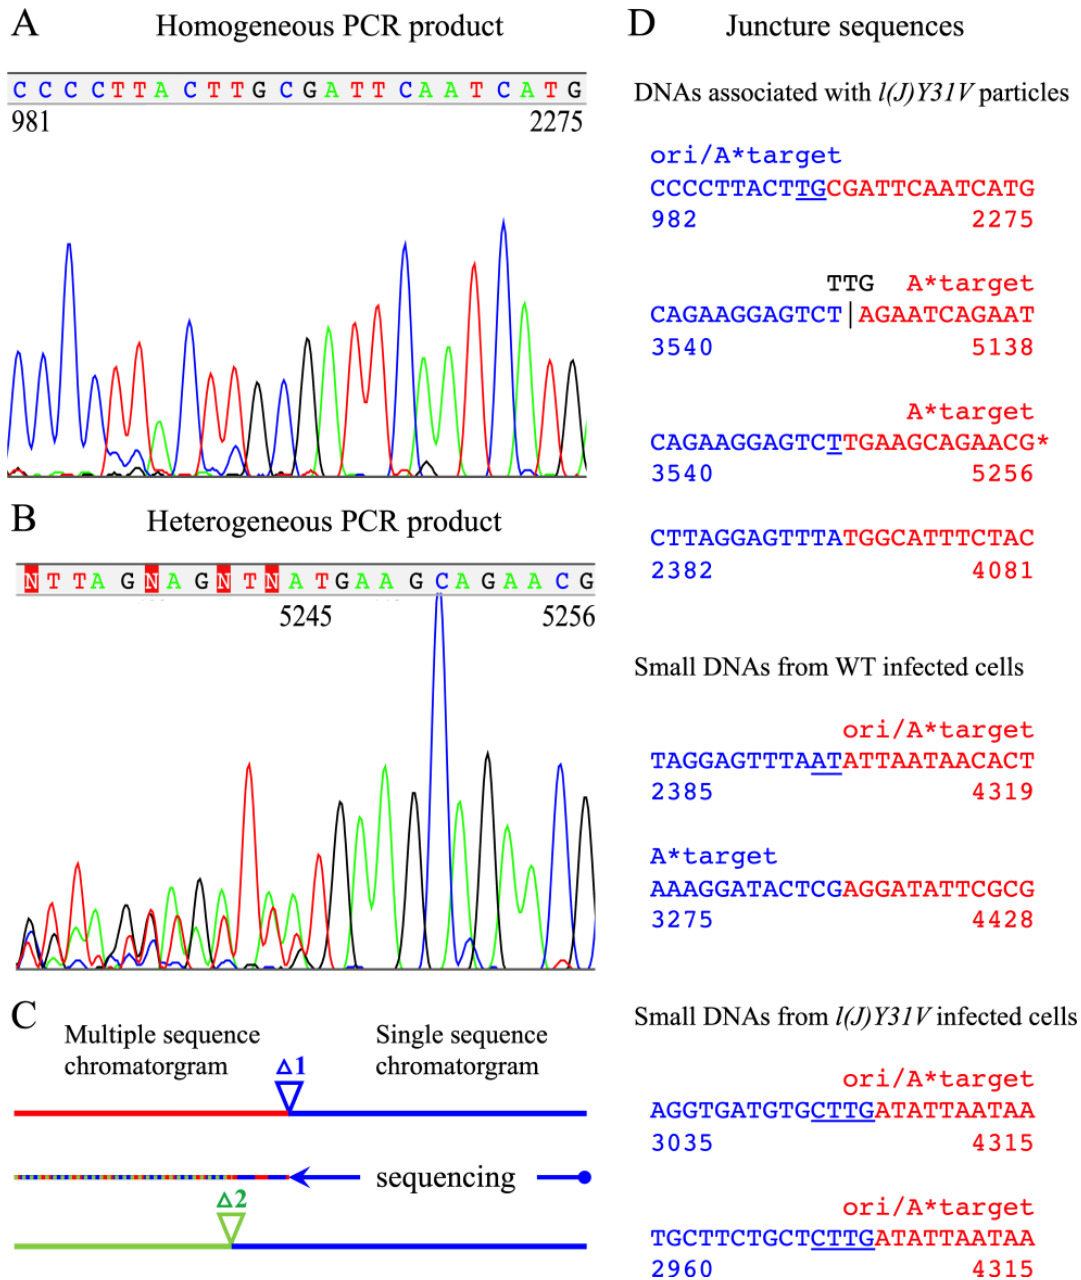 A Homogeneous PCR product
C C C C T T A C T T G C G A T T C A A T C A T G
981 2275
B Heterogeneous PCR product
N T T A G N A G N T N A T G A A G C A G A A C G
5245 5256
C
Multiple sequence
chromatorgram
Single sequence
chromatorgram
△1
sequencing
△2
D Juncture sequences
DNAs associated with l(J)Y31V particles
ori/A*target
CCCCTTACTTGCGATTCAATCATG
982 2275
TTG A*target
CAGAAGGAGTCT|AGAATCAGAAT
3540 5138
A*target
CAGAAGGAGTCTTGAAGCAGAACG*
3540 5256
CTTAGGAGTTTATGGCATTTCTAC
2382 4081
Small DNAs from WT infected cells
ori/A*target
TAGGAGTTTAATATTAATAACACT
2385 4319
A*target
AAAGGATACTCGAGGATATTCGCG
3275 4428
Small DNAs from l(J)Y31V infected cells
ori/A*target
AGGTGATGTGCTTGATATTAATAA
3035 4315
ori/A*target
TGCTTCTGCTCTTGATATTAATAA
2960 4315